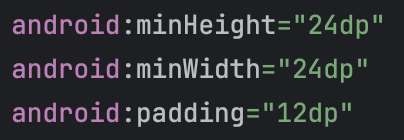 android:minHeight="24dp"
android:minWidth="24dp"
android:padding="12dp"